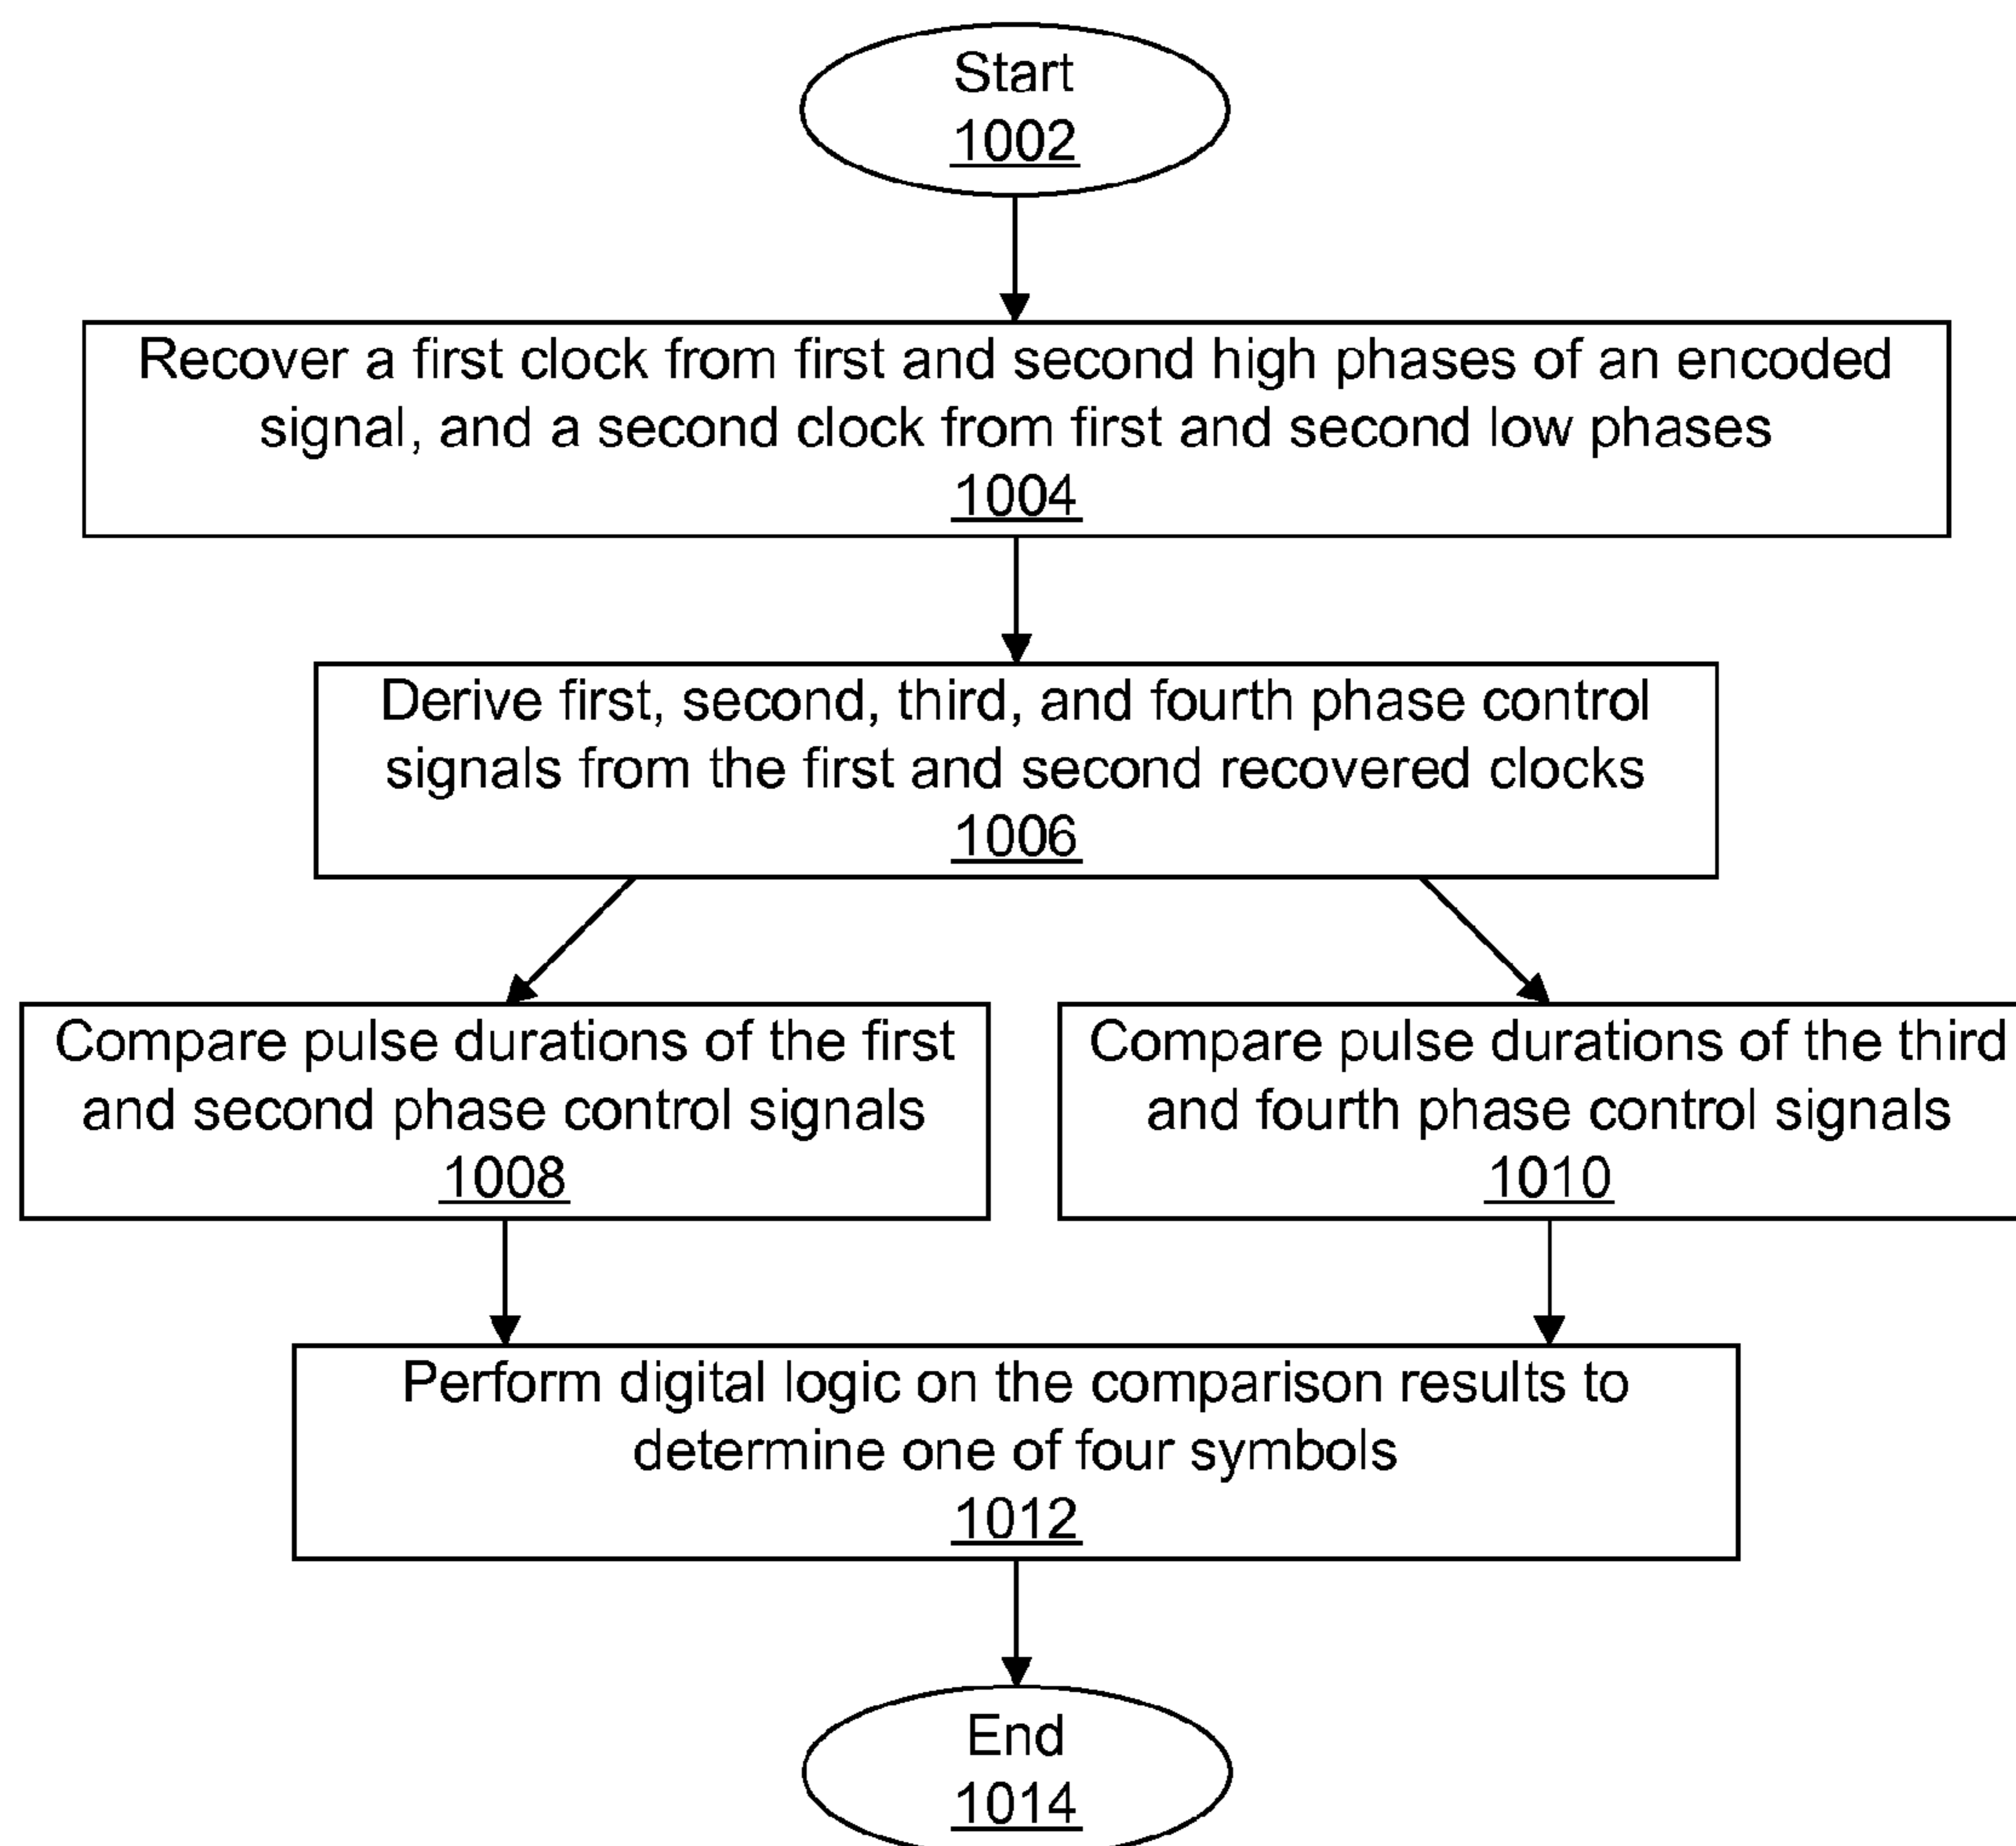 Start
1002
Recover a first clock from first and second high phases of an encoded
signal, and a second clock from first and second low phases
1004
Derive first, second, third, and fourth phase control
signals from the first and second recovered clocks
1006
Compare pulse durations of the first
and second phase control signals
1008
Compare pulse durations of the third
and fourth phase control signals
1010
Perform digital logic on the comparison results to
determine one of four symbols
1012
End
1014